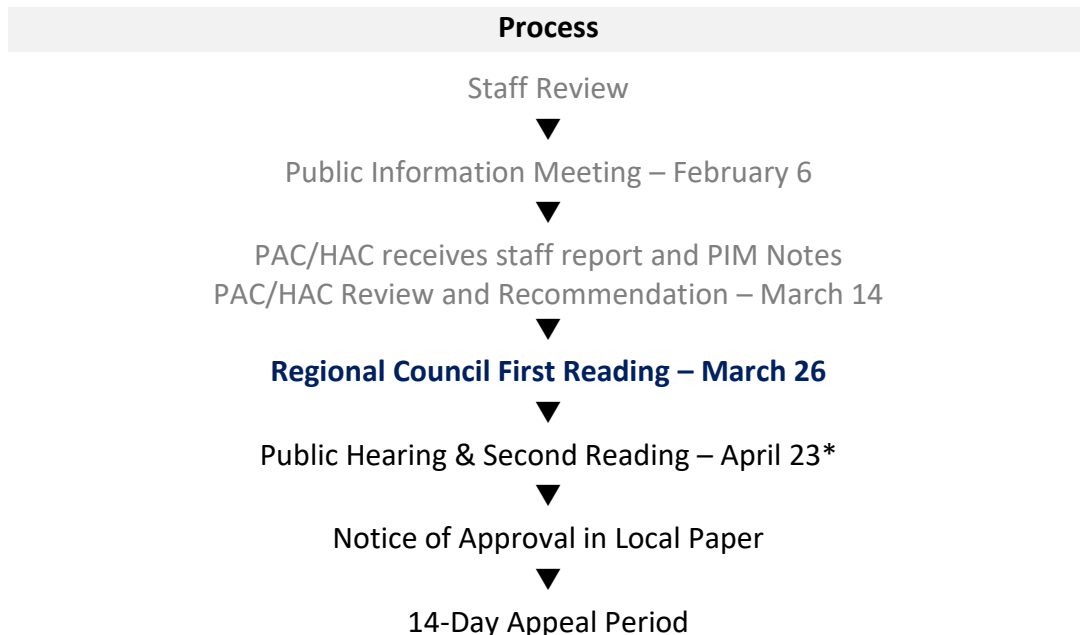 Process
Staff Review
Public Information Meeting – February 6
PAC/HAC receives staff report and PIM Notes
PAC/HAC Review and Recommendation – March 14
Regional Council First Reading – March 26
Public Hearing & Second Reading – April 23*
Notice of Approval in Local Paper
14-Day Appeal Period